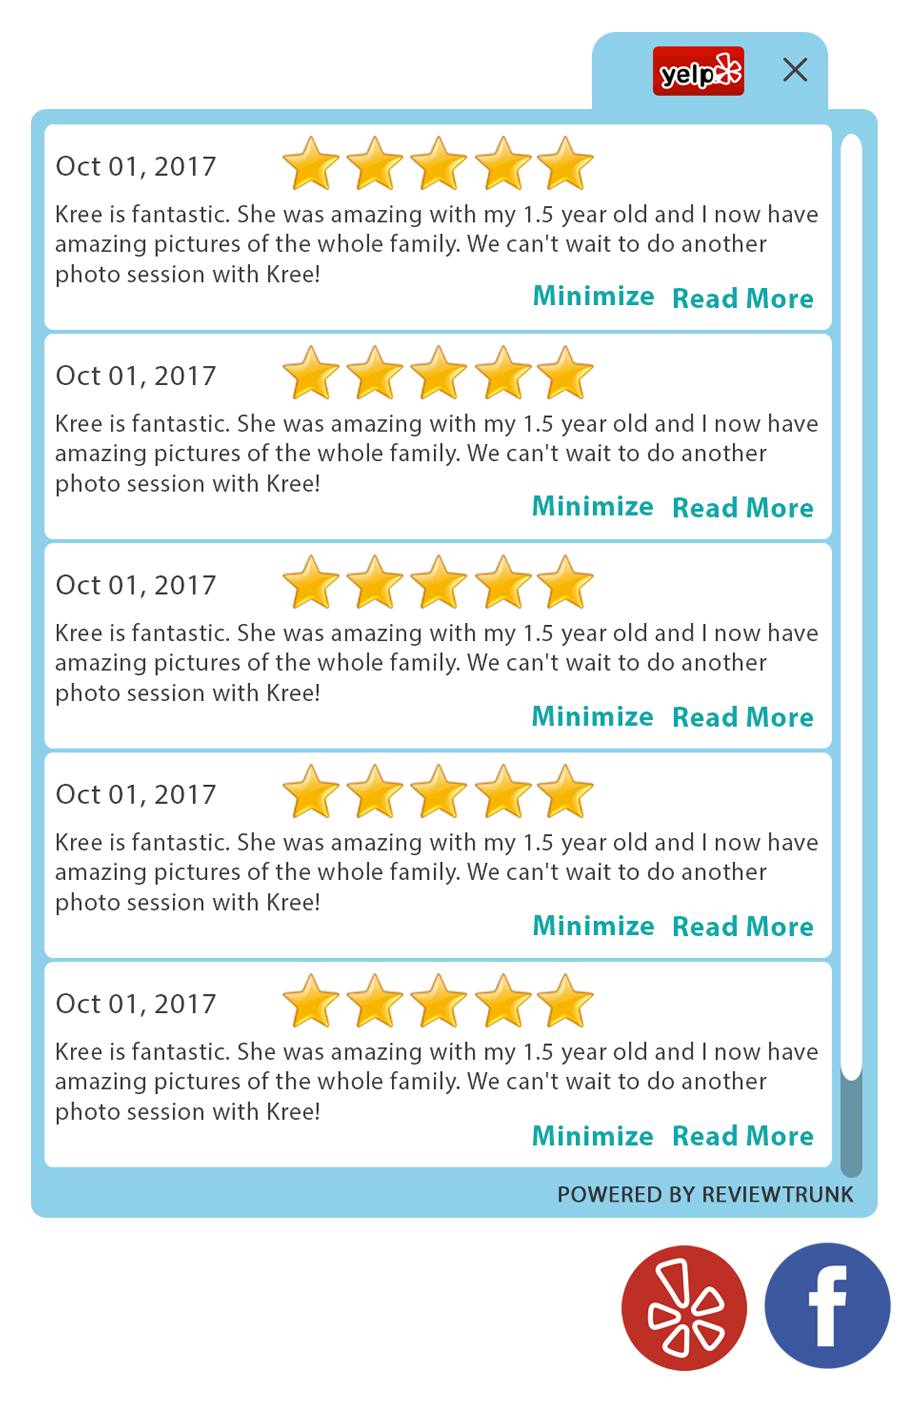 yelp
Oct 01, 2017
Kree is fantastic. She was amazing with my 1.5 year old and I now have
amazing pictures of the whole family. We can't wait to do another
photo session with Kree!
Minimize Read More
Oct 01, 2017
Kree is fantastic. She was amazing with my 1.5 year old and I now have
amazing pictures of the whole family. We can't wait to do another
photo session with Kree!
Minimize Read More
Oct 01, 2017
Kree is fantastic. She was amazing with my 1.5 year old and I now have
amazing pictures of the whole family. We can't wait to do another
photo session with Kree!
Minimize Read More
Oct 01, 2017
Kree is fantastic. She was amazing with my 1.5 year old and I now have
amazing pictures of the whole family. We can't wait to do another
photo session with Kree!
Minimize Read More
Oct 01, 2017
Kree is fantastic. She was amazing with my 1.5 year old and I now have
amazing pictures of the whole family. We can't wait to do another
photo session with Kree!
Minimize Read More
POWERED BY REVIEWTRUNK
f